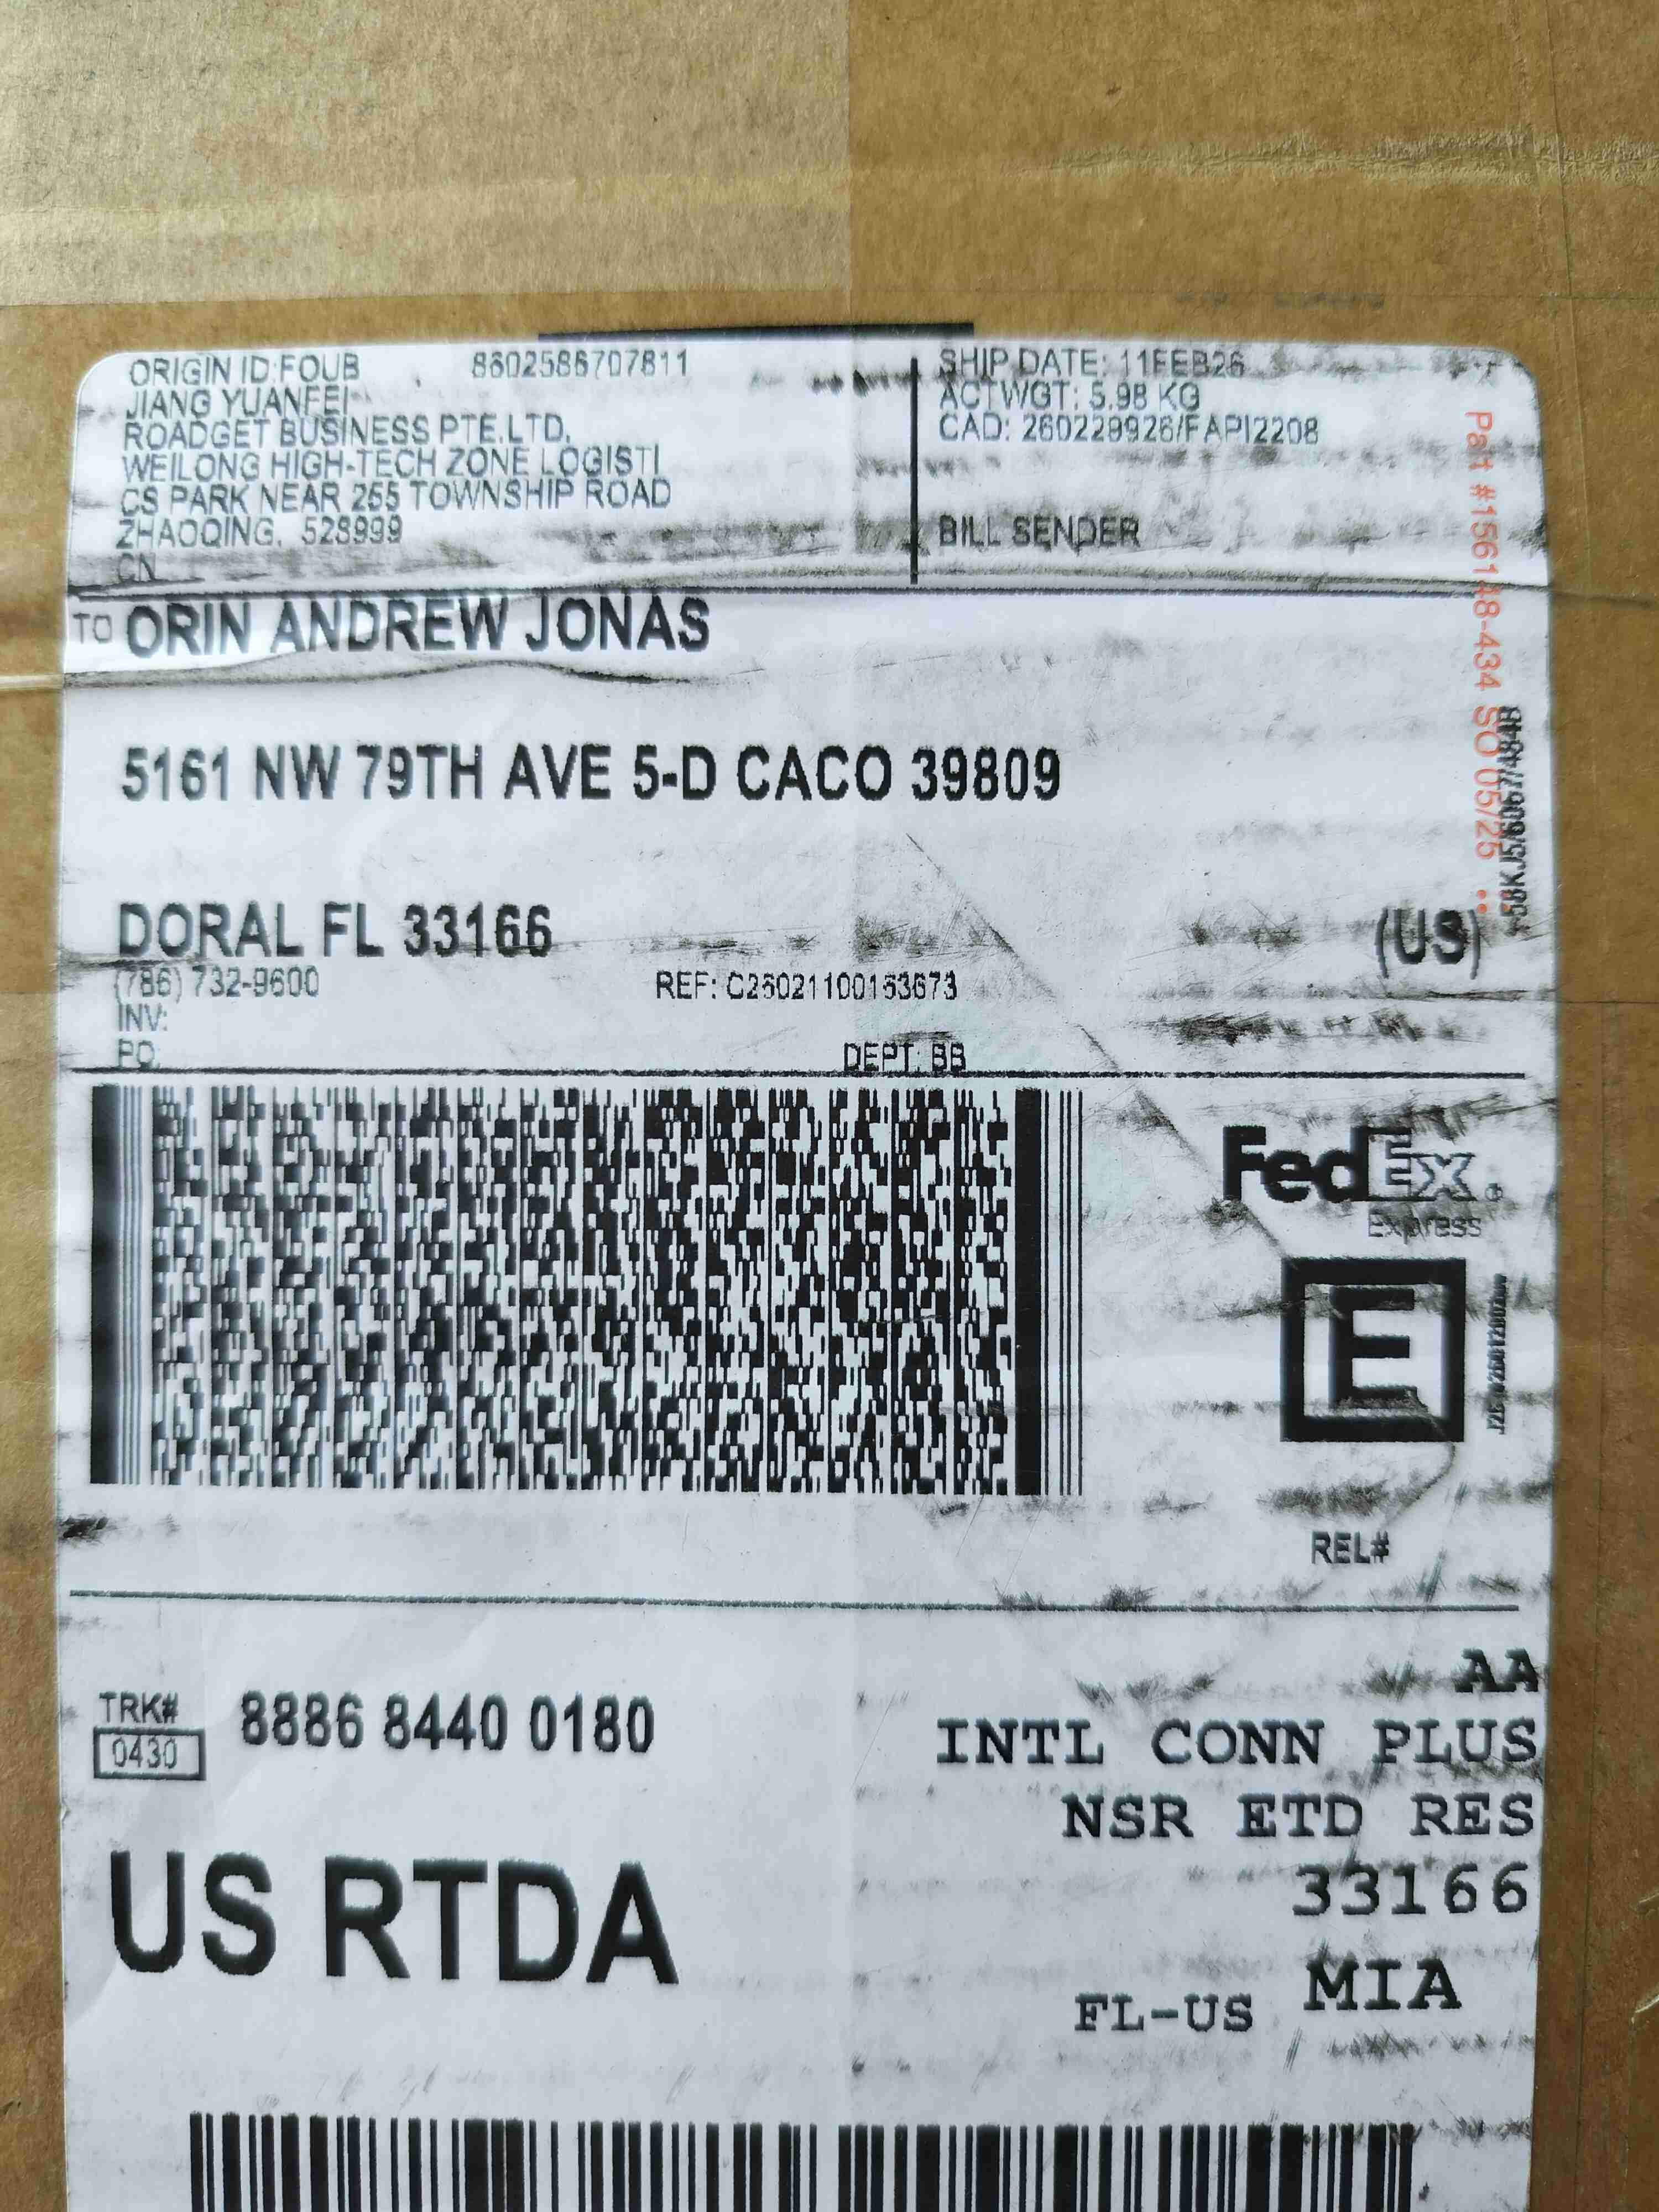 ORIGIN ID:FOUB 8602586707811
JIANG YUANFEI
ROADGET BUSINESS PTE.LTD.
WEILONG HIGH-TECH ZONE LOGISTI
CS PARK NEAR 255 TOWNSHIP ROAD
ZHAOQING, 528999
CN
SHIP DATE: 11FEB26
ACTWGT: 5.98 KG
CAD: 260229926/FAPI2208
BILL SENDER
TO ORIN ANDREW JONAS
5161 NW 79TH AVE 5-D CACO 39809
DORAL FL 33166
(US)
(786) 732-9600 REF: C26021100163673
INV:
PO: DEPT: BB
Part #156148-434 SO 05/25
FedEx
Express
E
REL#
TRK# 8886 8440 0180
0430
AA
INTL CONN PLUS
NSR ETD RES
33166
US RTDA
FL-US MIA